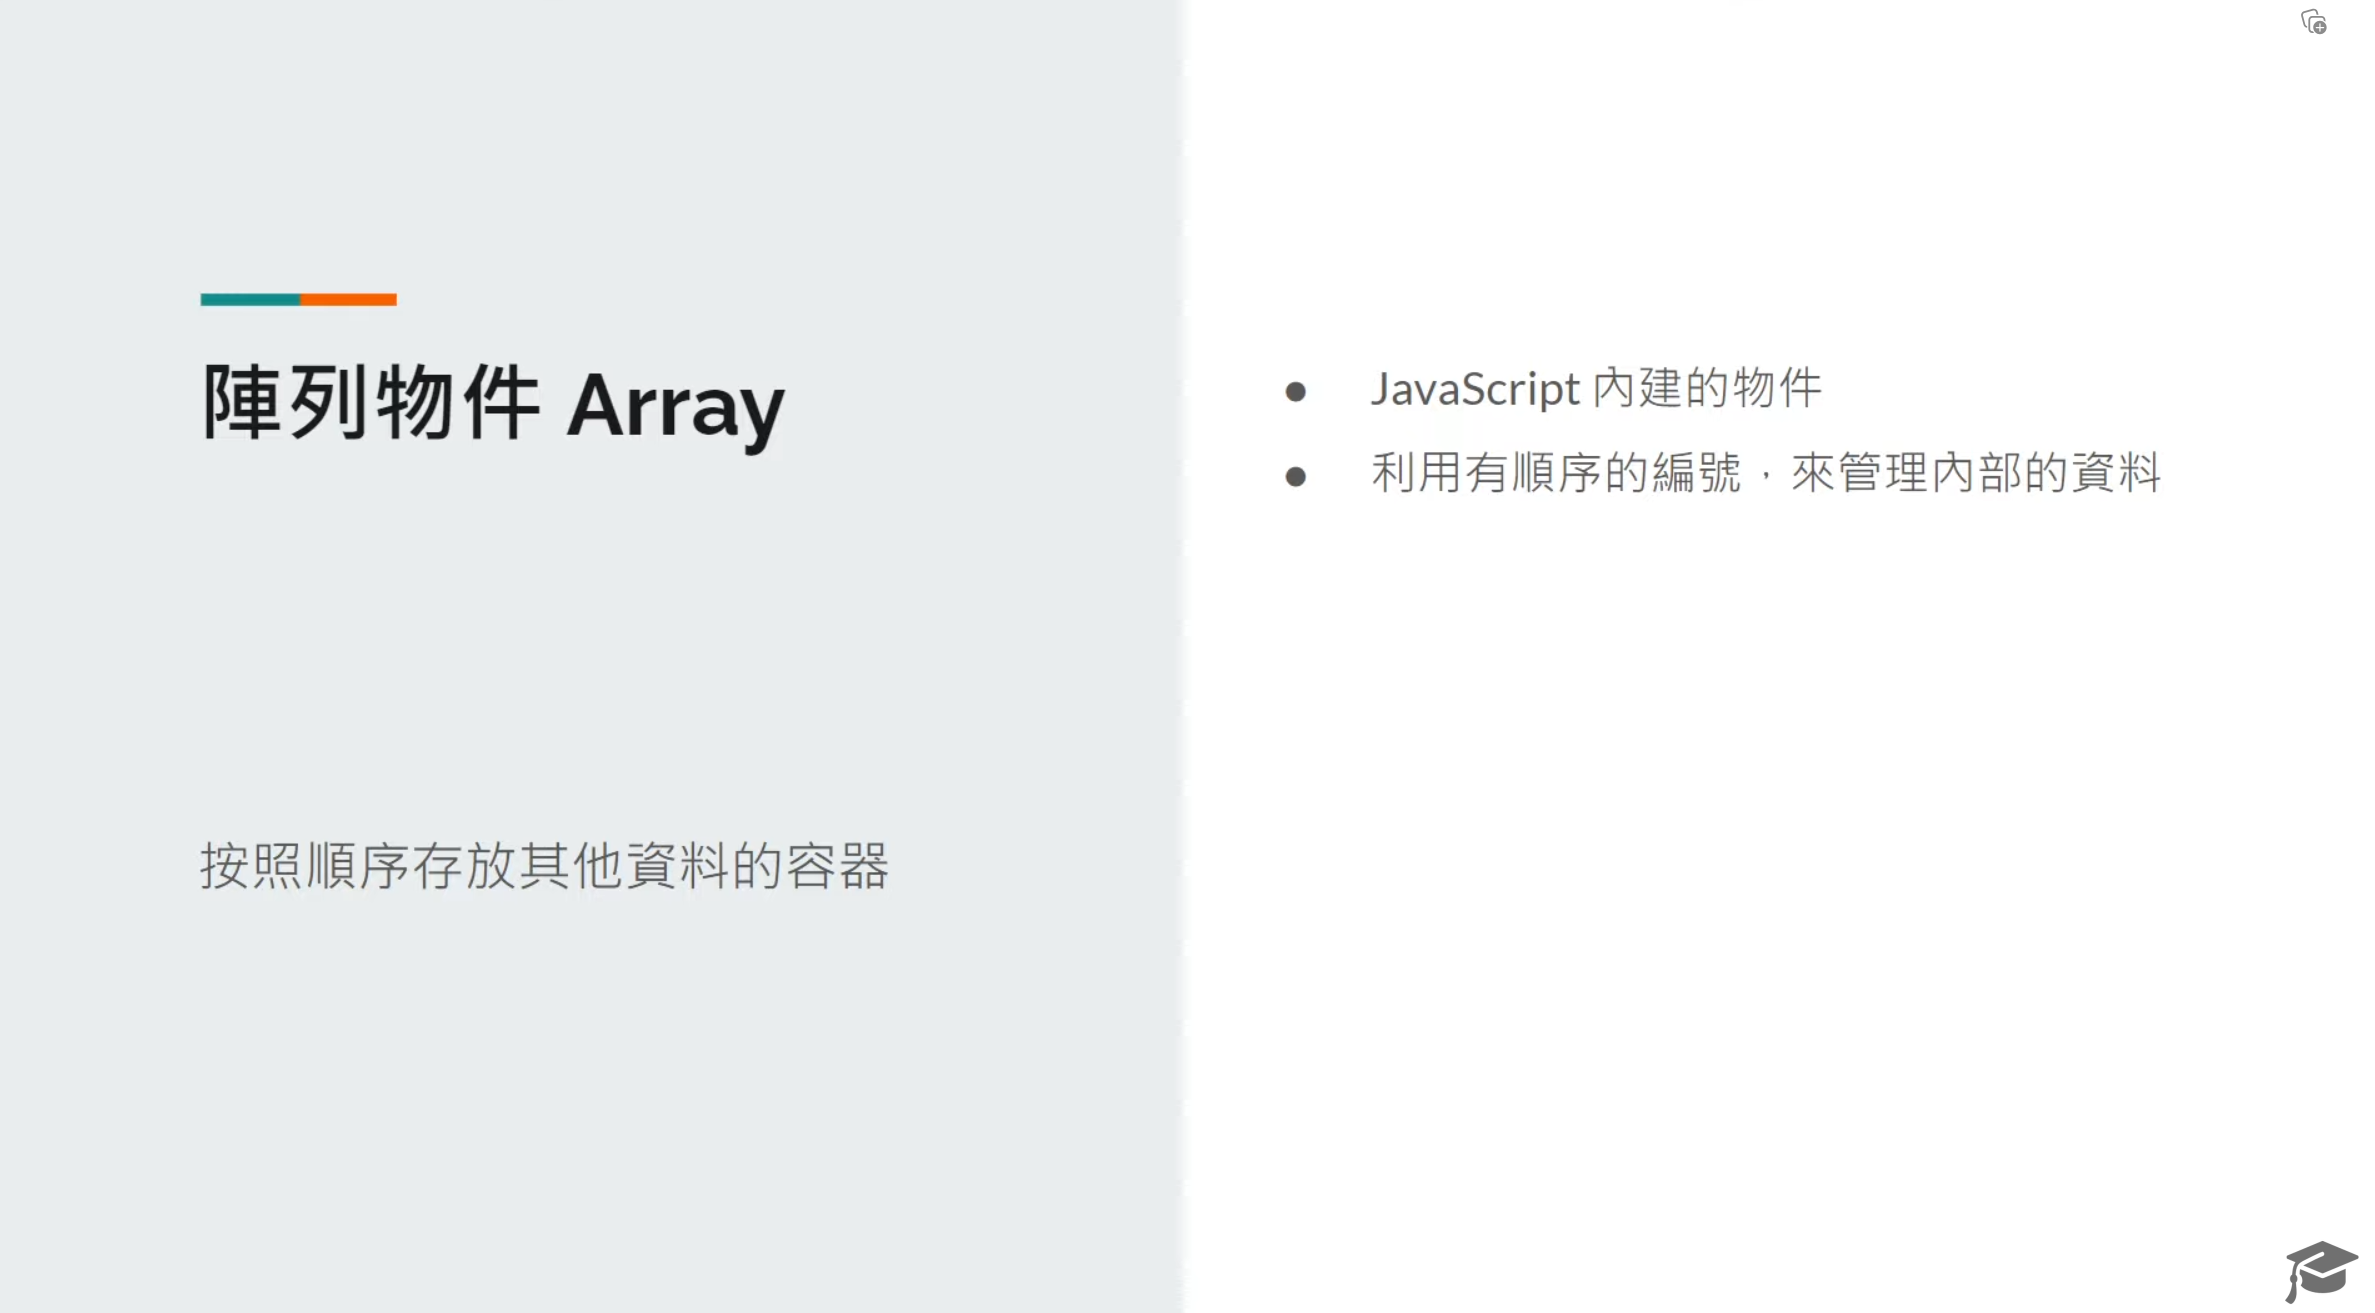 陣列物件 Array
按照順序存放其他資料的容器
JavaScript 內建的物件
利用有順序的編號，來管理內部的資料